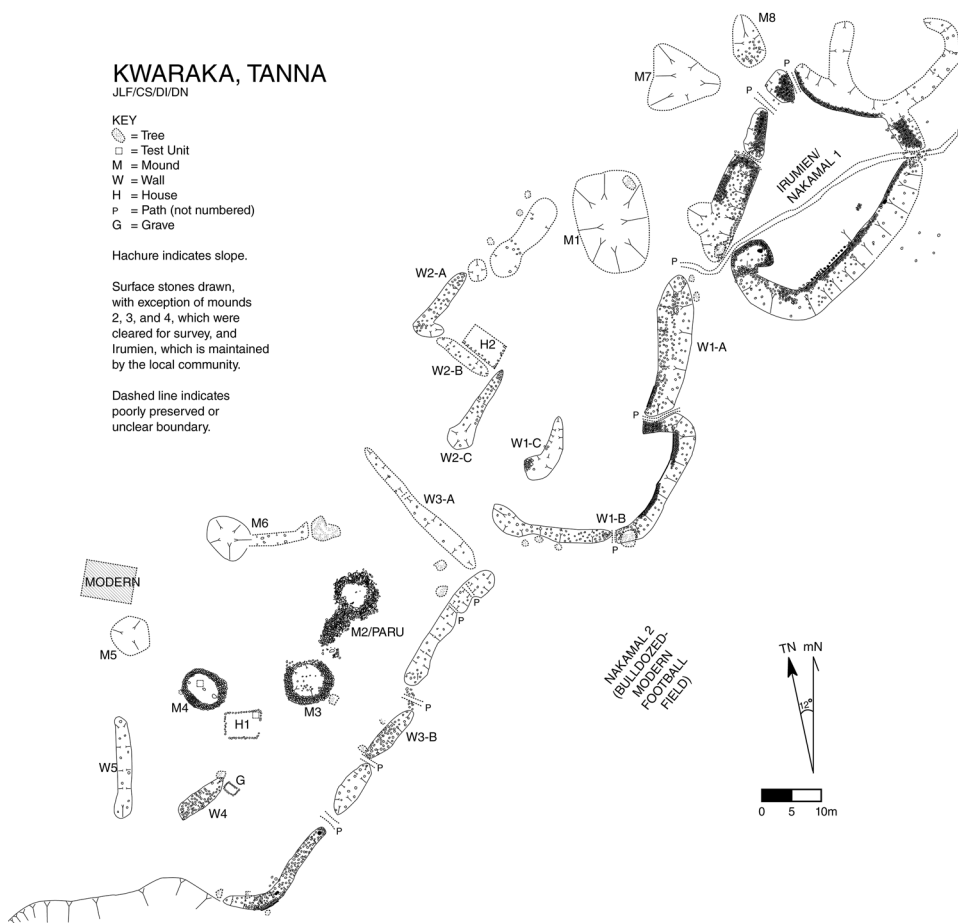 KWARAKA, TANNA
JLF/CS/DI/DN
KEY
= Tree
= Test Unit
M = Mound
W = Wall
H = House
P = Path (not numbered)
G = Grave
Hachure indicates slope.
Surface stones drawn,
with exception of mounds
2, 3, and 4, which were
cleared for survey, and
Irumien, which is maintained
by the local community.
Dashed line indicates
poorly preserved or
unclear boundary.
M8
M7
P
P
IRUMIEN/
NAKAMAL 1
M1
P
W2-A
H2
W2-B
W1-A
P
W2-C
W1-C
W3-A
W1-B
P
M6
MODERN
P
P
M2/PARU
M5
M4
M3
H1
P
W3-B
P
W5
G
W4
P
NAKAMAL 2
(BULLDOZED-
MODERN
FOOTBALL
FIELD)
TN mN
12°
0 5 10m